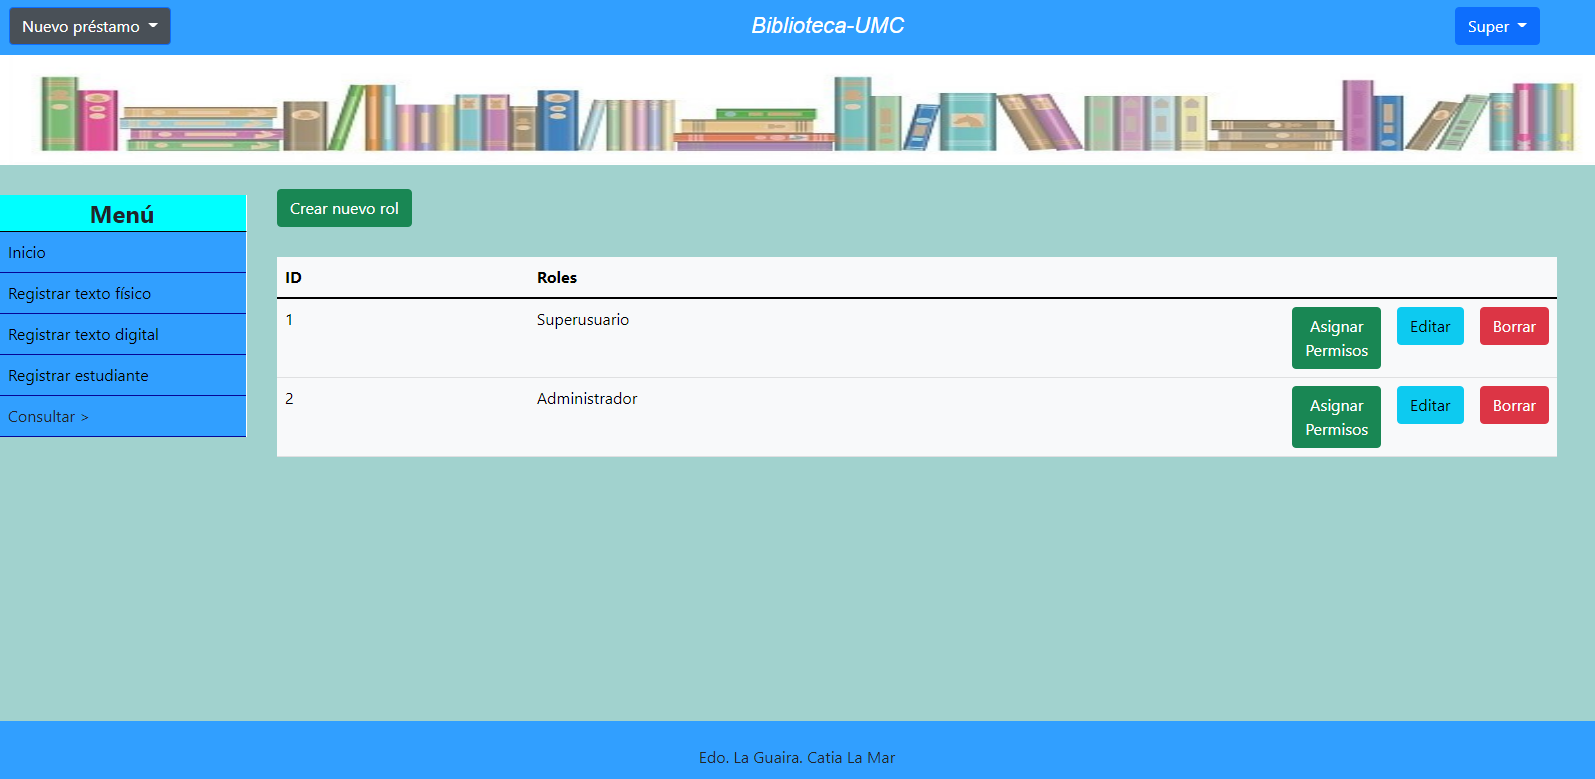 Nuevo préstamo
Biblioteca-UMC
Super
Menú
Inicio
Registrar texto físico
Registrar texto digital
Registrar estudiante
Consultar >
Crear nuevo rol
ID Roles
1 Superusuario Asignar Permisos Editar Borrar
2 Administrador Asignar Permisos Editar Borrar
Edo. La Guaira. Catia La Mar